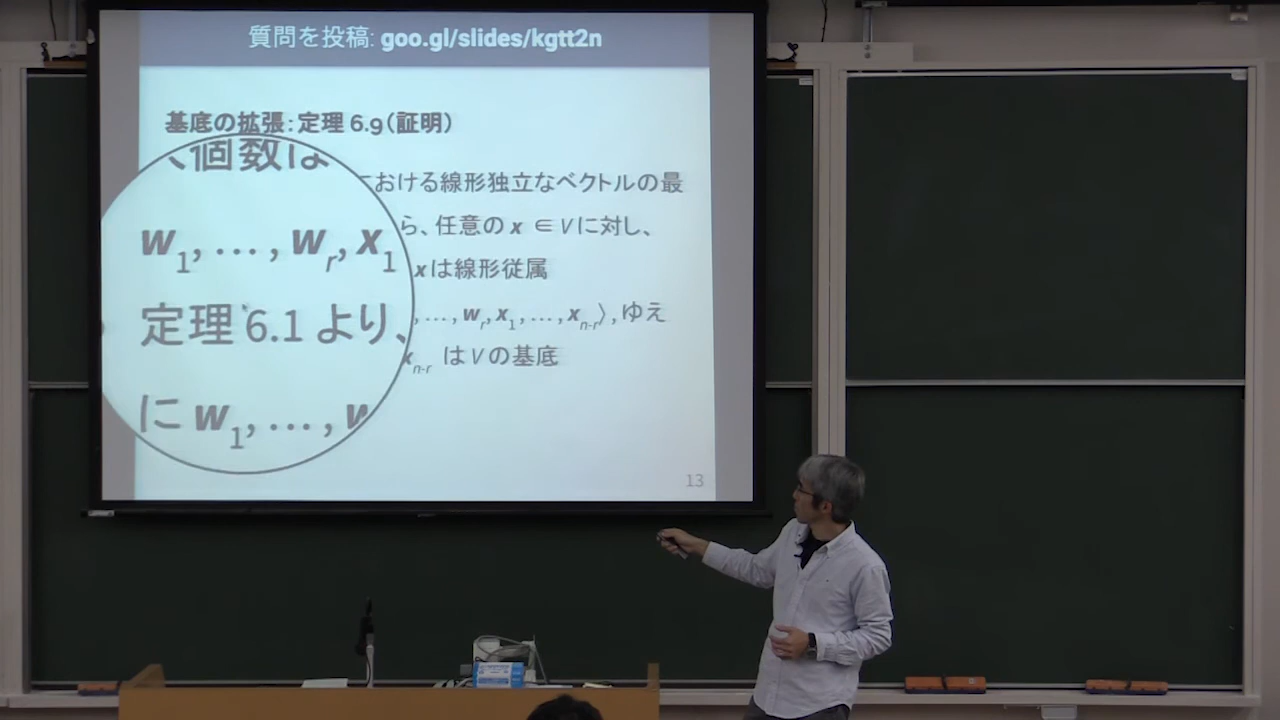 質問を投稿: goo.gl/slides/kgtt2n
基底の拡張：定理 6.9（証明）
、個数は
における線形独立なベクトルの最
w1, … , wr, x1
ら、任意の x ∈ V に対し、
x は線形従属
定理 6.1 より、
, … , wr, x1, … , xn-r〉, ゆえ
xn-r は V の基底
に w1, … ,
13